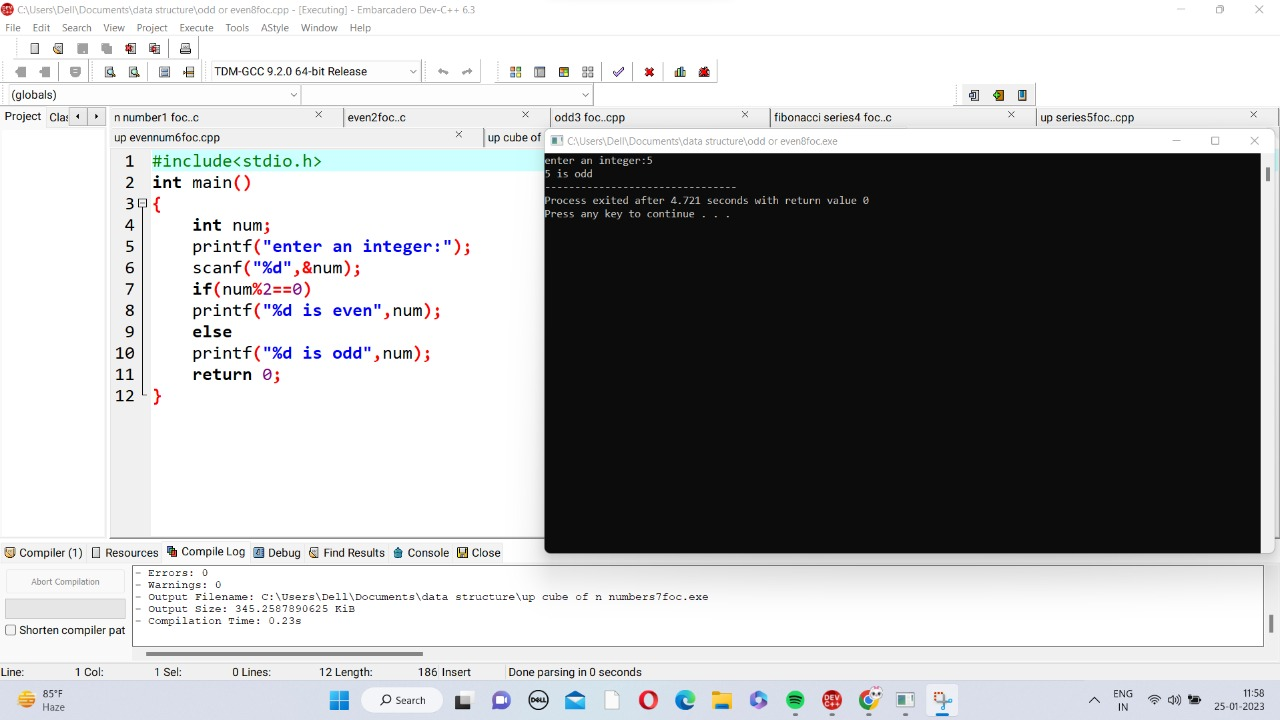 C:\Users\Dell\Documents\data structure\odd or even8foc.cpp - [Executing] - Embarcadero Dev-C++ 6.3
File Edit Search View Project Execute Tools AStyle Window Help
TDM-GCC 9.2.0 64-bit Release
(globals)
Project Clas n number1 foc..c even2foc..c odd3 foc..cpp fibonacci series4 foc..c up series5foc..cpp
up evennum6foc.cpp up cube of
C:\Users\Dell\Documents\data structure\odd or even8foc.exe
1 #include<stdio.h>
2 int main()
3 {
4 int num;
5 printf("enter an integer:");
6 scanf("%d",&num);
7 if(num%2==0)
8 printf("%d is even",num);
9 else
10 printf("%d is odd",num);
11 return 0;
12 }
enter an integer:5
5 is odd
--------------------------------
Process exited after 4.721 seconds with return value 0
Press any key to continue . . .
Compiler (1) Resources Compile Log Debug Find Results Console Close
Abort Compilation
Shorten compiler pat
- Errors: 0
- Warnings: 0
- Output Filename: C:\Users\Dell\Documents\data structure\up cube of n numbers7foc.exe
- Output Size: 345.2587890625 KiB
- Compilation Time: 0.23s
Line: 1 Col: 1 Sel: 0 Lines: 12 Length: 186 Insert Done parsing in 0 seconds
85°F
Haze
Search
DELL
DEV
C++
ENG
IN
11:58
25-01-2023